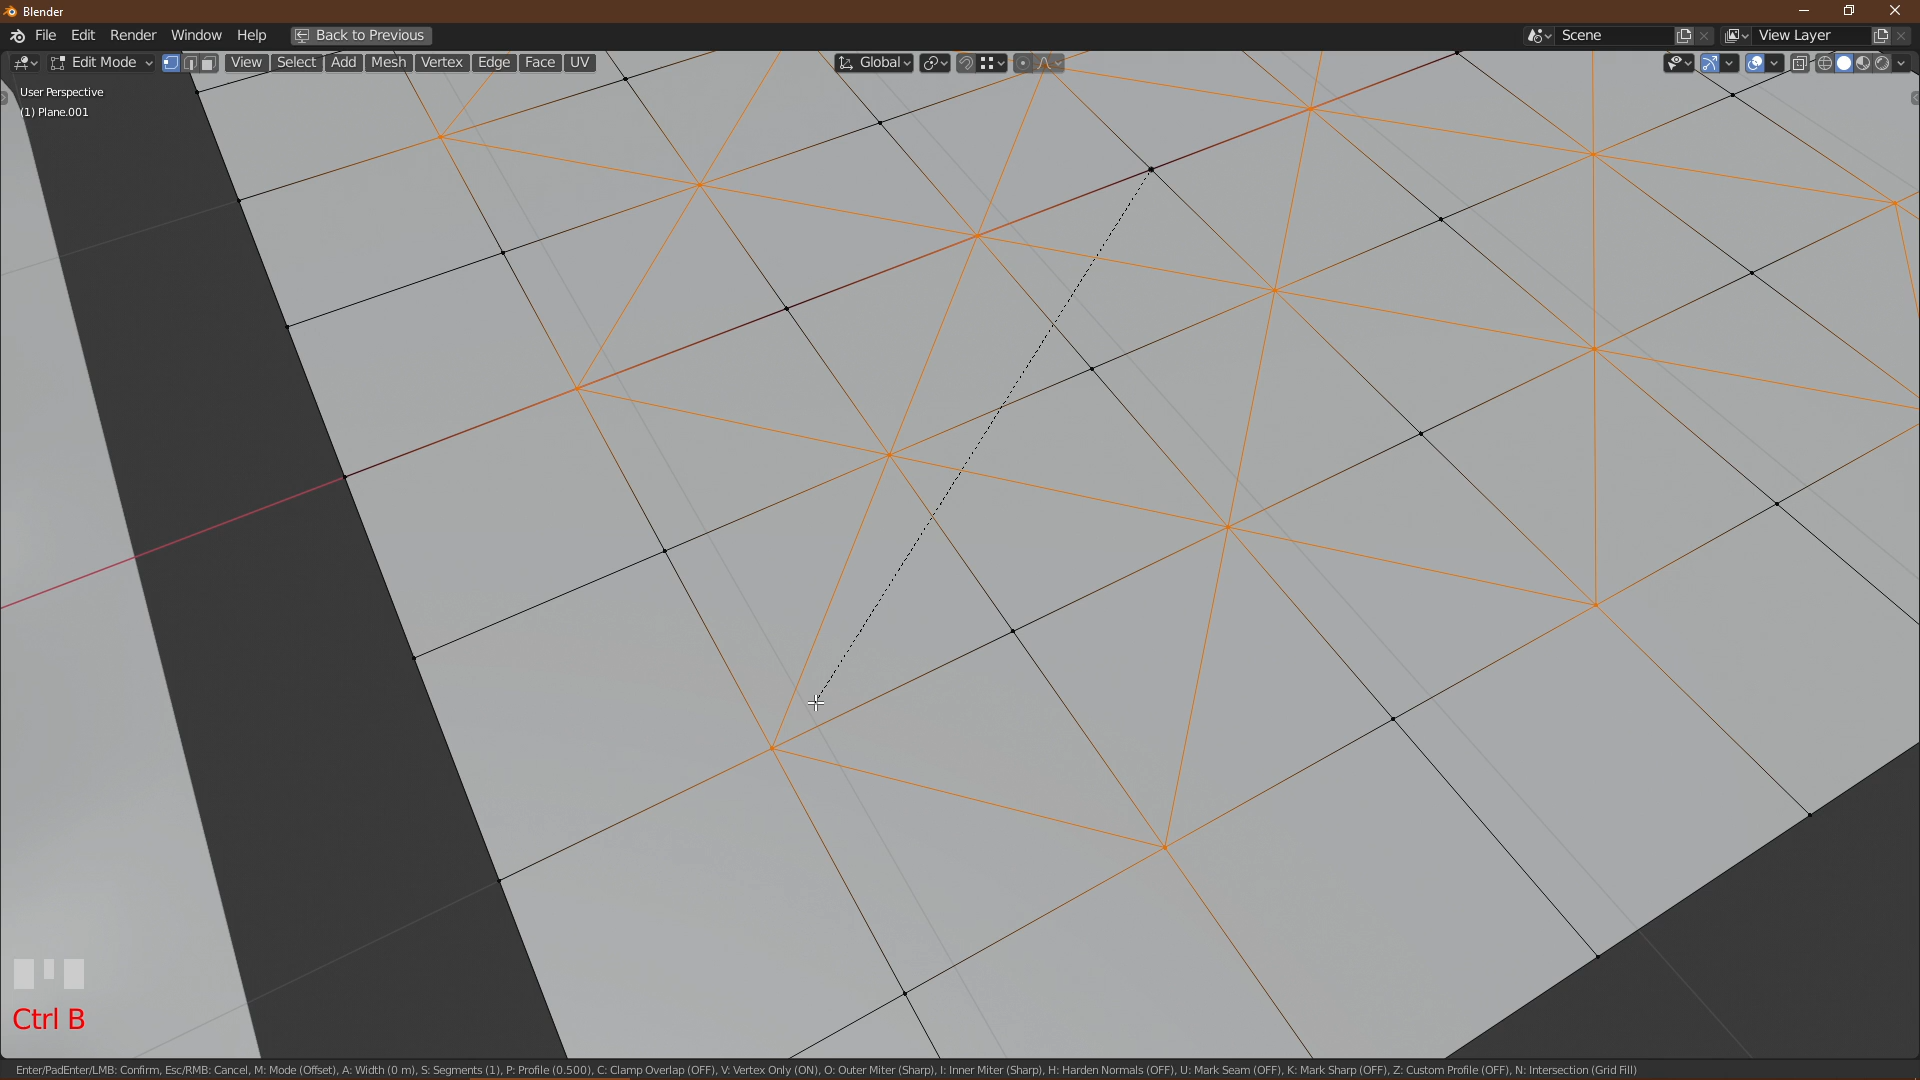 Blender
File Edit Render Window Help Back to Previous Scene View Layer
Edit Mode View Select Add Mesh Vertex Edge Face UV Global
User Perspective
(1) Plane.001
Ctrl B
Enter/PadEnter/LMB: Confirm, Esc/RMB: Cancel, M: Mode (Offset), A: Width (0 m), S: Segments (1), P: Profile (0.500), C: Clamp Overlap (OFF), V: Vertex Only (ON), O: Outer Miter (Sharp), I: Inner Miter (Sharp), H: Harden Normals (OFF), U: Mark Seam (OFF), K: Mark Sharp (OFF), Z: Custom Profile (OFF), N: Intersection (Grid Fill)